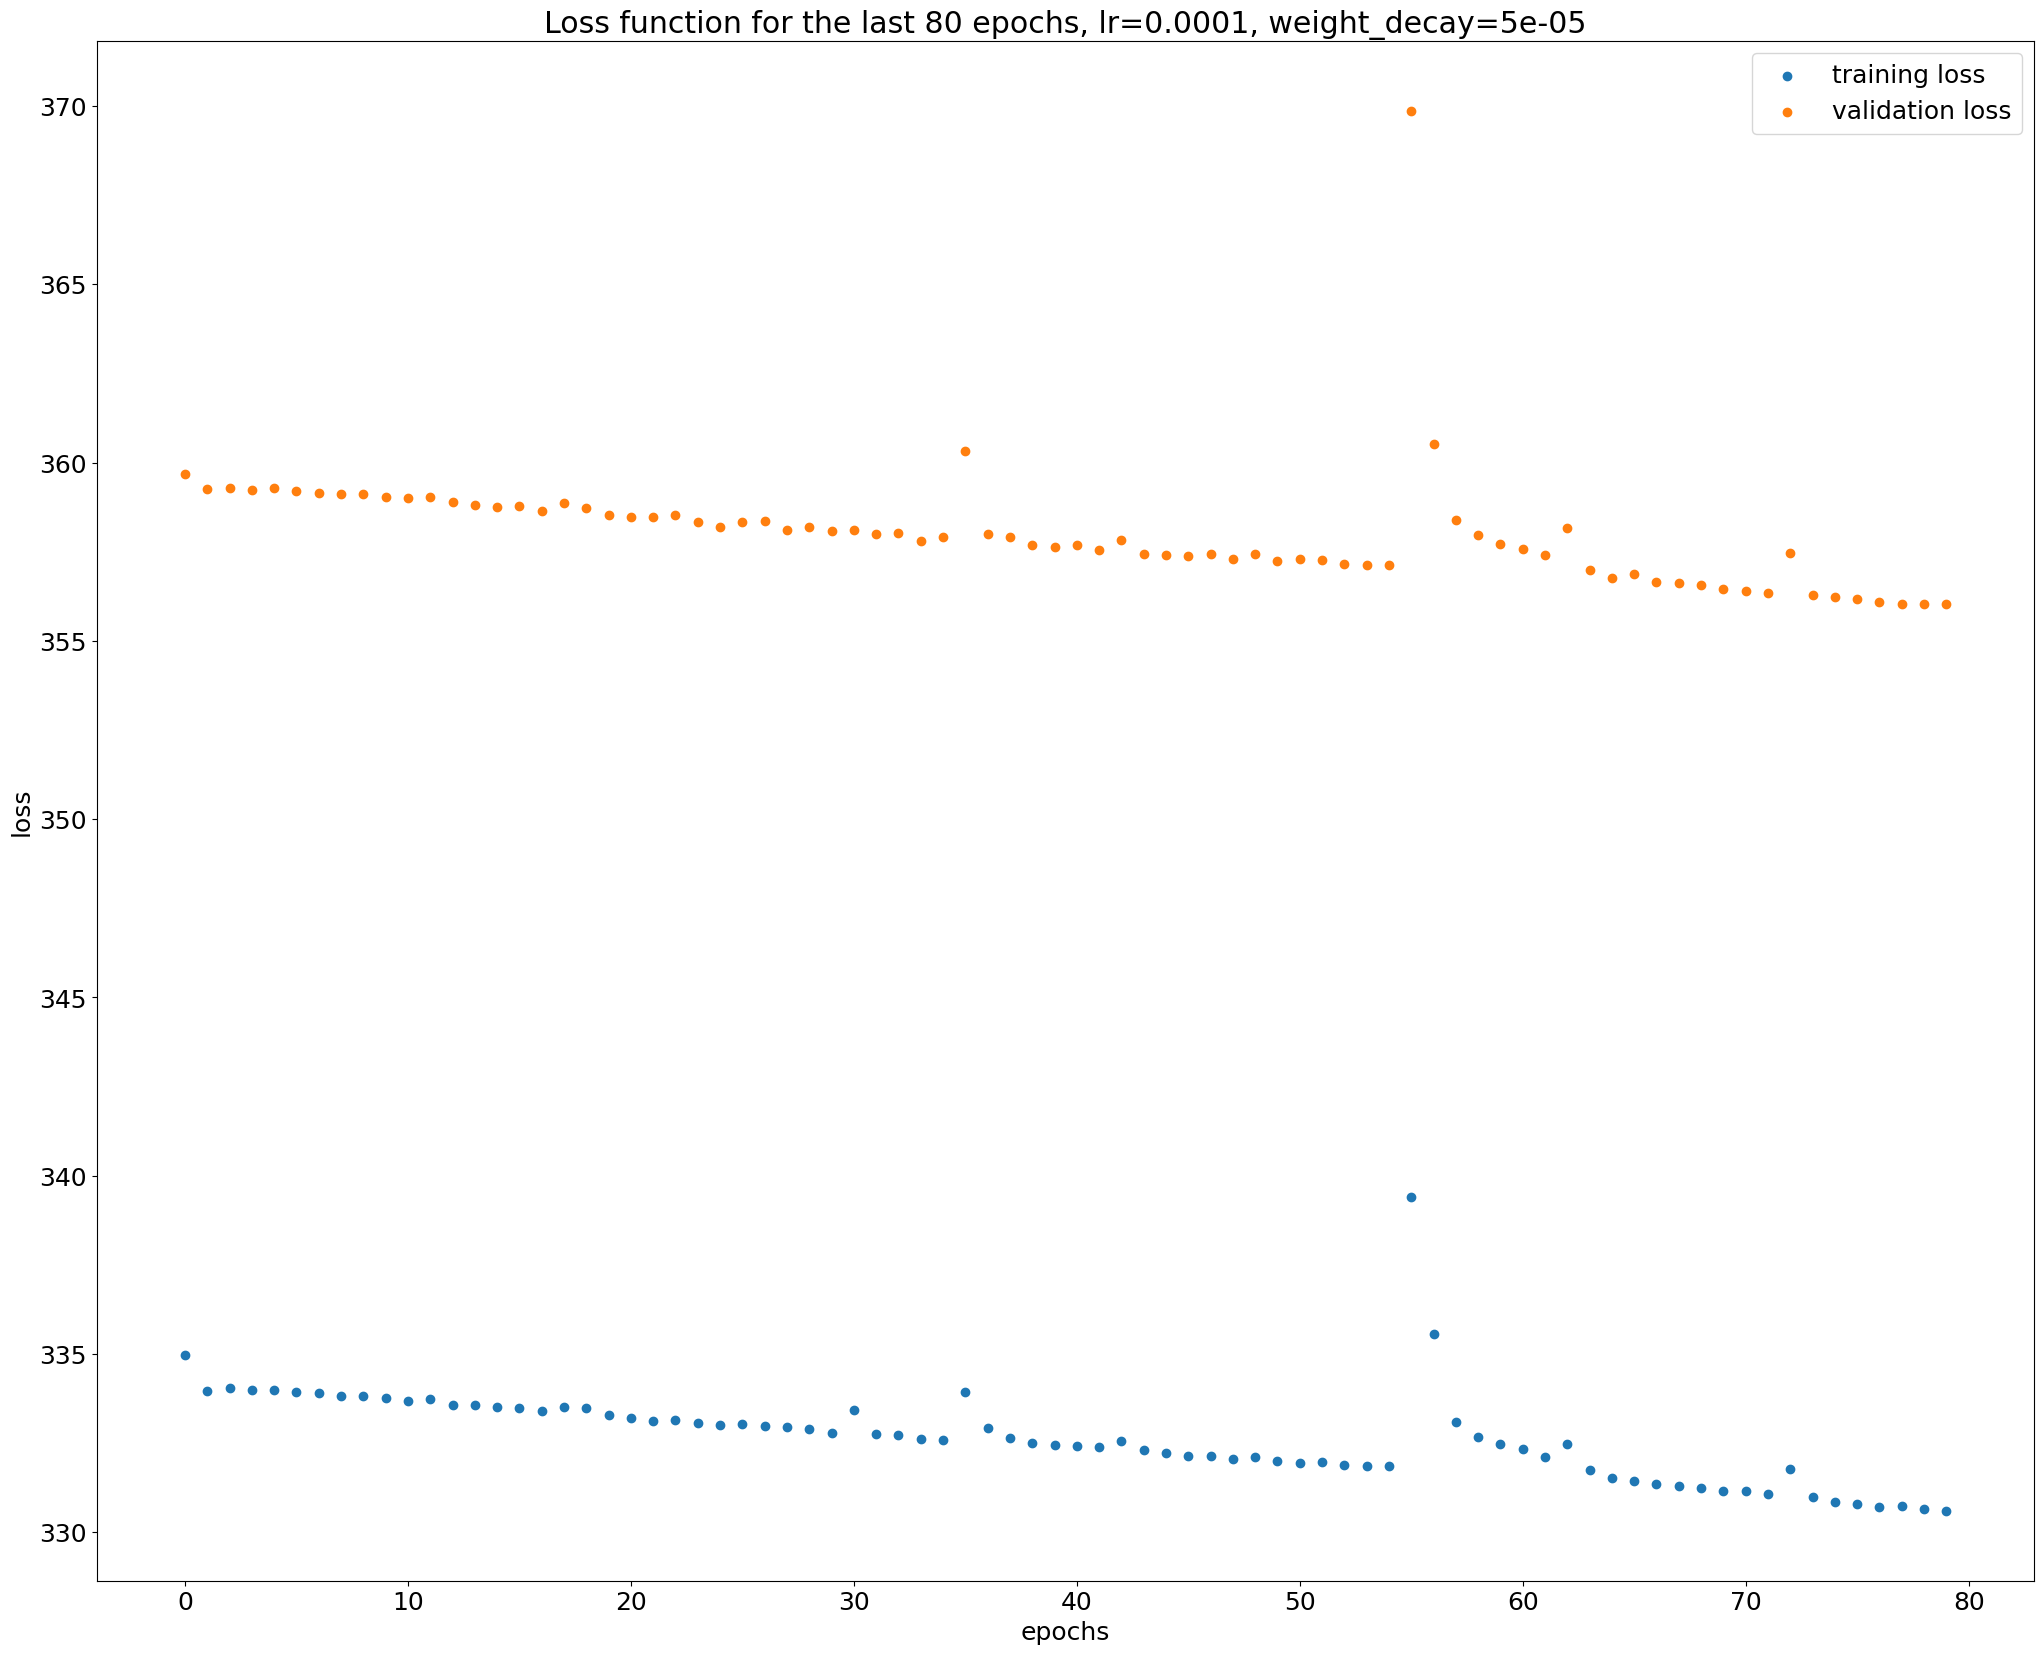 Loss function for the last 80 epochs, lr=0.0001, weight_decay=5e-05
training loss
validation loss
370
365
360
355
350
345
340
335
330
loss
0 10 20 30 40 50 60 70 80
epochs